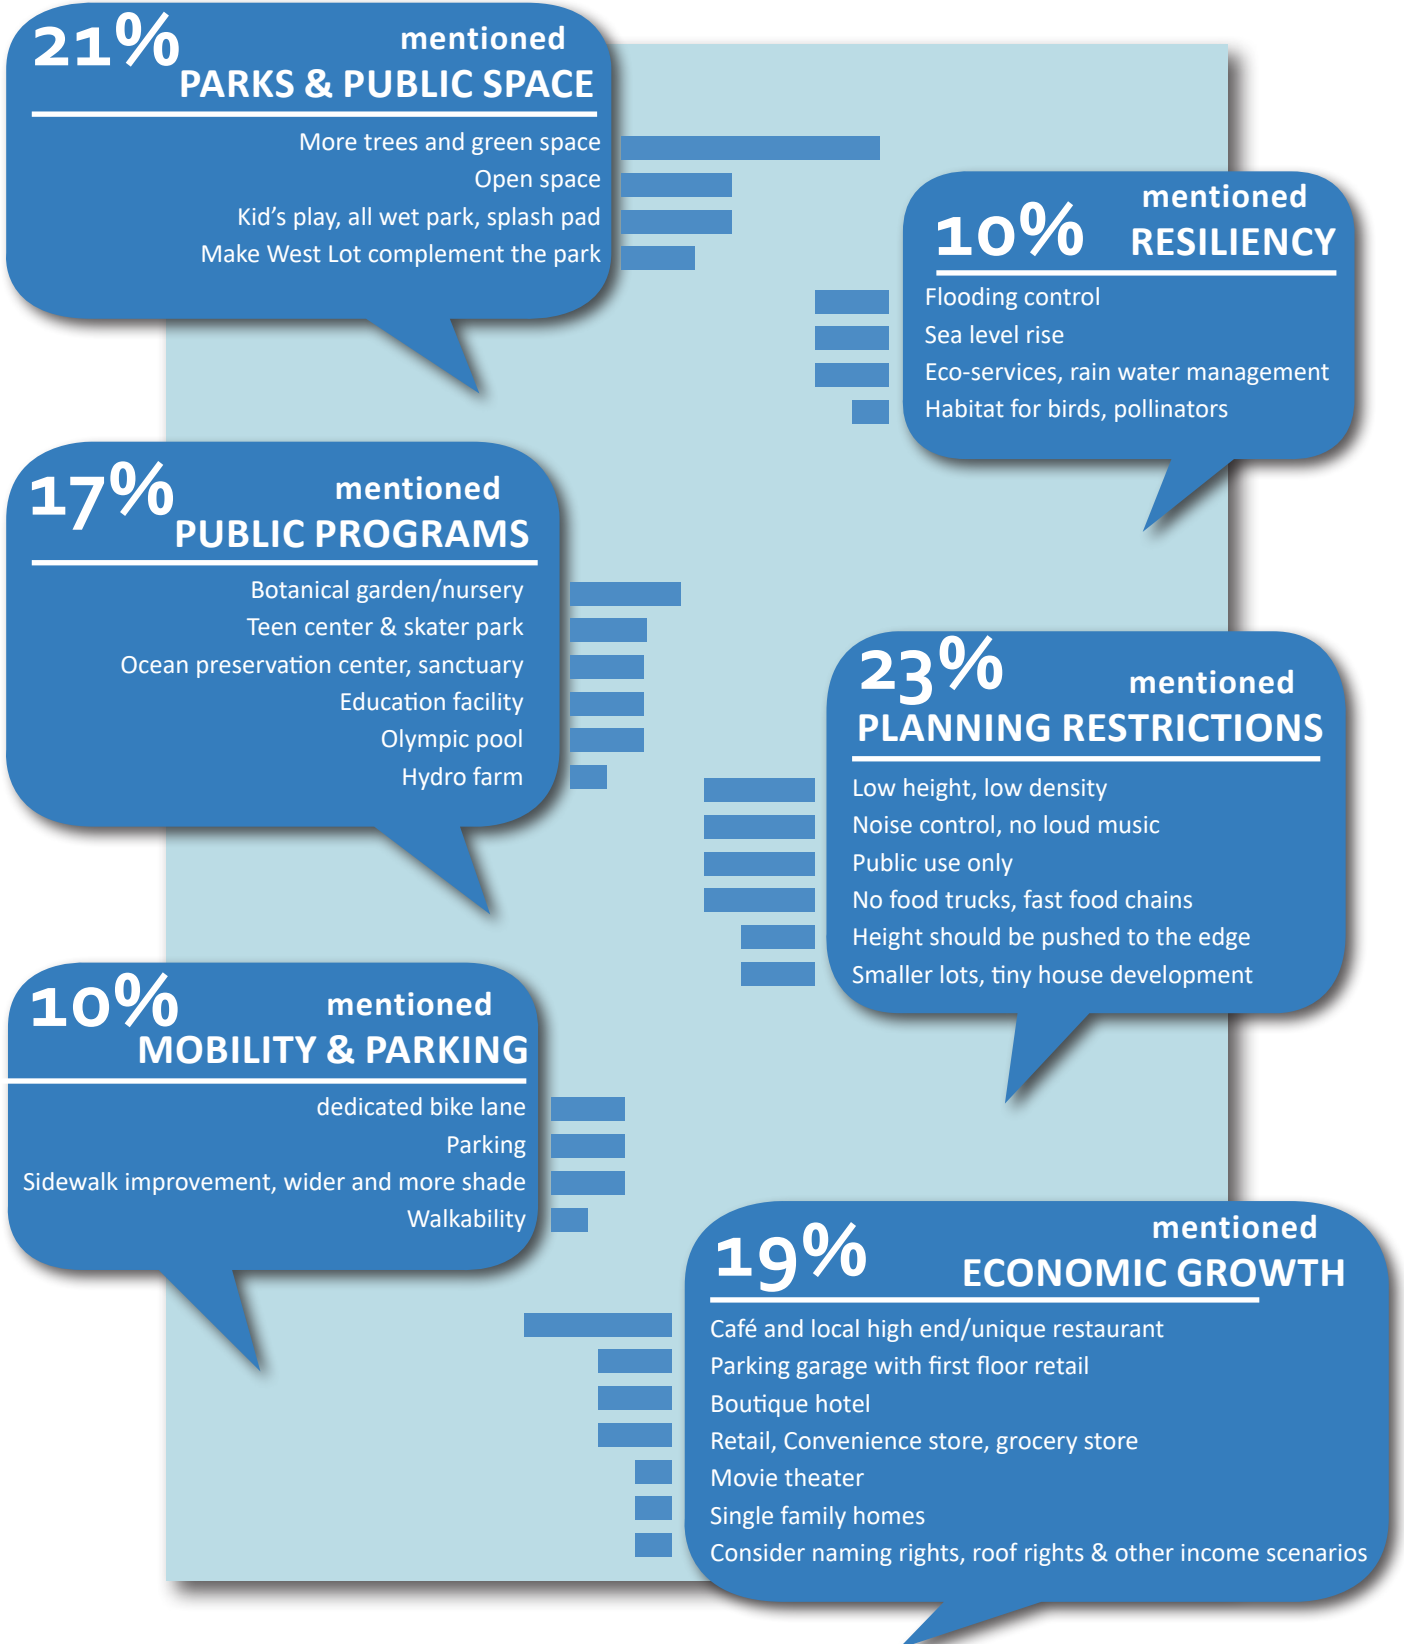 21%
mentioned
PARKS & PUBLIC SPACE
More trees and green space
Open space
Kid's play, all wet park, splash pad
Make West Lot complement the park
10%
mentioned
RESILIENCY
Flooding control
Sea level rise
Eco-services, rain water management
Habitat for birds, pollinators
17%
mentioned
PUBLIC PROGRAMS
Botanical garden/nursery
Teen center & skater park
Ocean preservation center, sanctuary
Education facility
Olympic pool
Hydro farm
23%
mentioned
PLANNING RESTRICTIONS
Low height, low density
Noise control, no loud music
Public use only
No food trucks, fast food chains
Height should be pushed to the edge
Smaller lots, tiny house development
10%
mentioned
MOBILITY & PARKING
dedicated bike lane
Parking
Sidewalk improvement, wider and more shade
Walkability
19%
mentioned
ECONOMIC GROWTH
Café and local high end/unique restaurant
Parking garage with first floor retail
Boutique hotel
Retail, Convenience store, grocery store
Movie theater
Single family homes
Consider naming rights, roof rights & other income scenarios